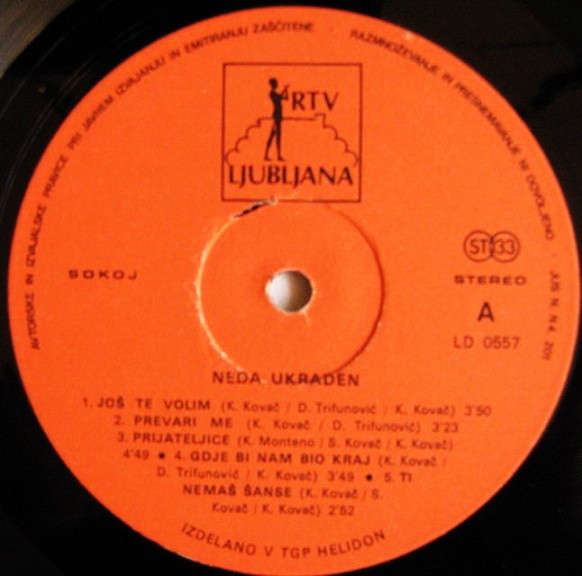 AVTORSKE IN IZVAJALSKE PRAVICE PRI JAVNEM IZVAJANJU IN EMITIRANJU ZAŠČITENE · RAZMNOŽEVANJE IN PRESNEMAVANJE NI DOVOLJENO · JUS N. N4. 201
RTV
LJUBLJANA
SOKOJ
ST 33
STEREO
A
LD 0557
NEDA UKRADEN
1. JOŠ TE VOLIM (K. Kovač / D. Trifunović / K. Kovač) 3'50
2. PREVARI ME (K. Kovač / D. Trifunović) 3'23
3. PRIJATELJICE (K. Monteno / S. Kovač / K. Kovač)
4'49 ● 4. GDJE BI NAM BIO KRAJ (K. Kovač /
D. Trifunović / K. Kovač) 3'49 ● 5. TI
NEMAŠ ŠANSE (K. Kovač / S.
Kovač / K. Kovač) 2'52
IZDELANO V TGP HELIDON